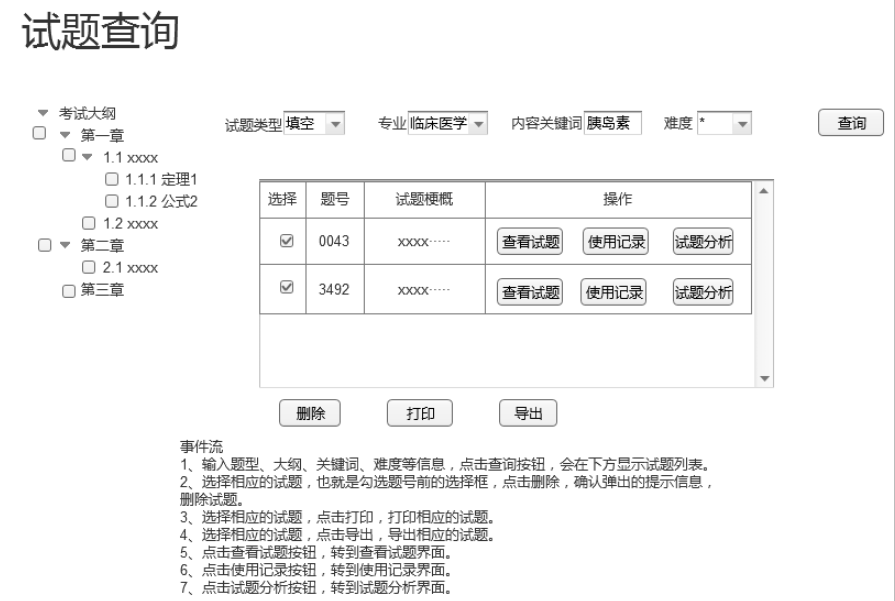 试题查询
考试大纲
第一章
1.1 xxxx
1.1.1 定理1
1.1.2 公式2
1.2 xxxx
第二章
2.1 xxxx
第三章
试题类型 填空 专业 临床医学 内容关键词 胰岛素 难度 * 查询
选择 题号 试题梗概 操作
0043 xxxx····· 查看试题 使用记录 试题分析
3492 xxxx····· 查看试题 使用记录 试题分析
删除 打印 导出
事件流
1、输入题型、大纲、关键词、难度等信息，点击查询按钮，会在下方显示试题列表。
2、选择相应的试题，也就是勾选题号前的选择框，点击删除，确认弹出的提示信息，
删除试题。
3、选择相应的试题，点击打印，打印相应的试题。
4、选择相应的试题，点击导出，导出相应的试题。
5、点击查看试题按钮，转到查看试题界面。
6、点击使用记录按钮，转到使用记录界面。
7、点击试题分析按钮，转到试题分析界面。